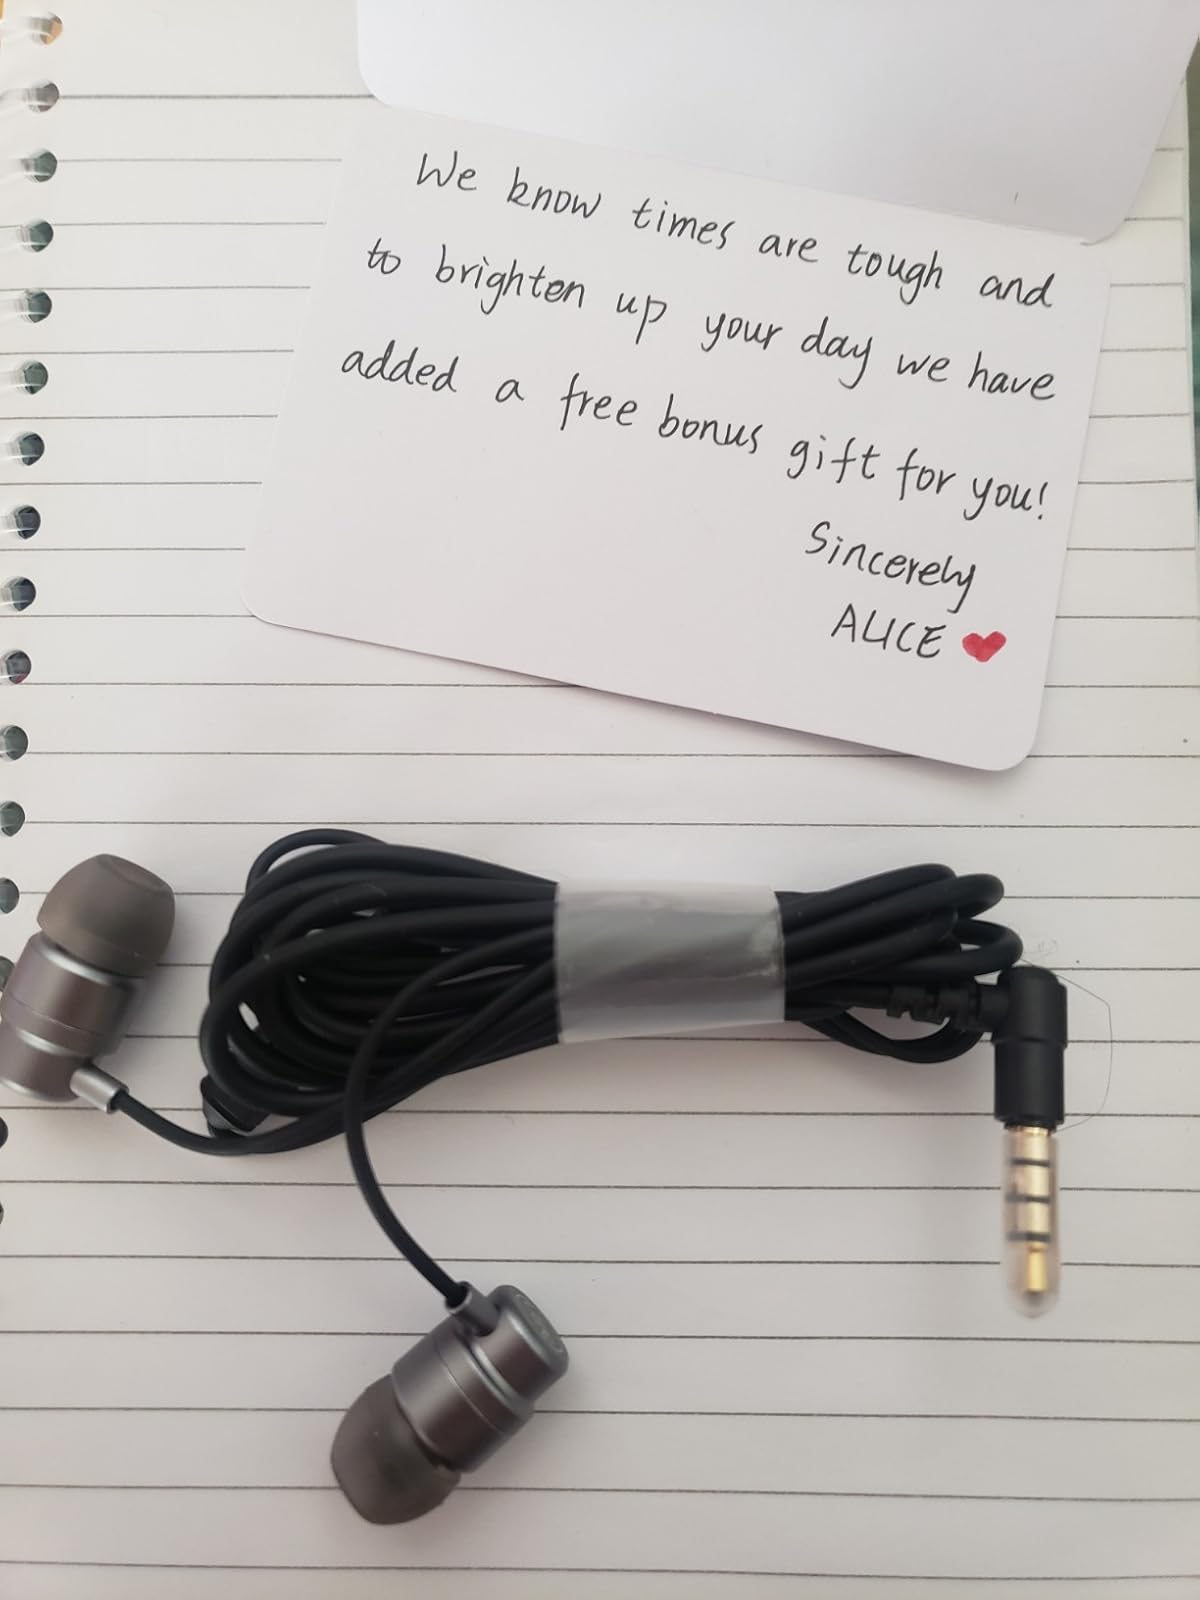 We know times are tough and
to brighten up your day we have
added a free bonus gift for you!
Sincerely
ALICE ❤